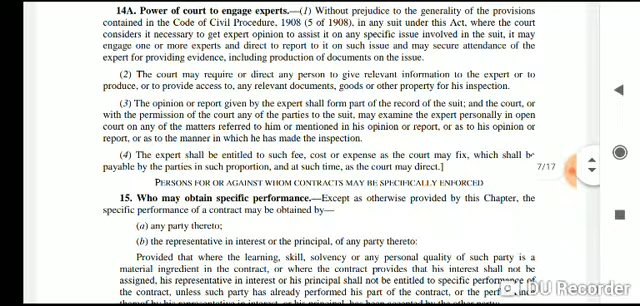 14A. Power of court to engage experts.—(1) Without prejudice to the generality of the provisions
contained in the Code of Civil Procedure, 1908 (5 of 1908), in any suit under this Act, where the court
considers it necessary to get expert opinion to assist it on any specific issue involved in the suit, it may
engage one or more experts and direct to report to it on such issue and may secure attendance of the
expert for providing evidence, including production of documents on the issue.
(2) The court may require or direct any person to give relevant information to the expert or to
produce, or to provide access to, any relevant documents, goods or other property for his inspection.
(3) The opinion or report given by the expert shall form part of the record of the suit; and the court, or
with the permission of the court any of the parties to the suit, may examine the expert personally in open
court on any of the matters referred to him or mentioned in his opinion or report, or as to his opinion or
report, or as to the manner in which he has made the inspection.
(4) The expert shall be entitled to such fee, cost or expense as the court may fix, which shall be
payable by the parties in such proportion, and at such time, as the court may direct.]
7/17
PERSONS FOR OR AGAINST WHOM CONTRACTS MAY BE SPECIFICALLY ENFORCED
15. Who may obtain specific performance.—Except as otherwise provided by this Chapter, the
specific performance of a contract may be obtained by—
(a) any party thereto;
(b) the representative in interest or the principal, of any party thereto:
Provided that where the learning, skill, solvency or any personal quality of such party is a
material ingredient in the contract, or where the contract provides that his interest shall not be
assigned, his representative in interest or his principal shall not be entitled to specific performance of
the contract, unless such party has already performed his part of the contract, or the
thereof by his representative in interest, or his principal, has been accepted by the other party
DU Recorder